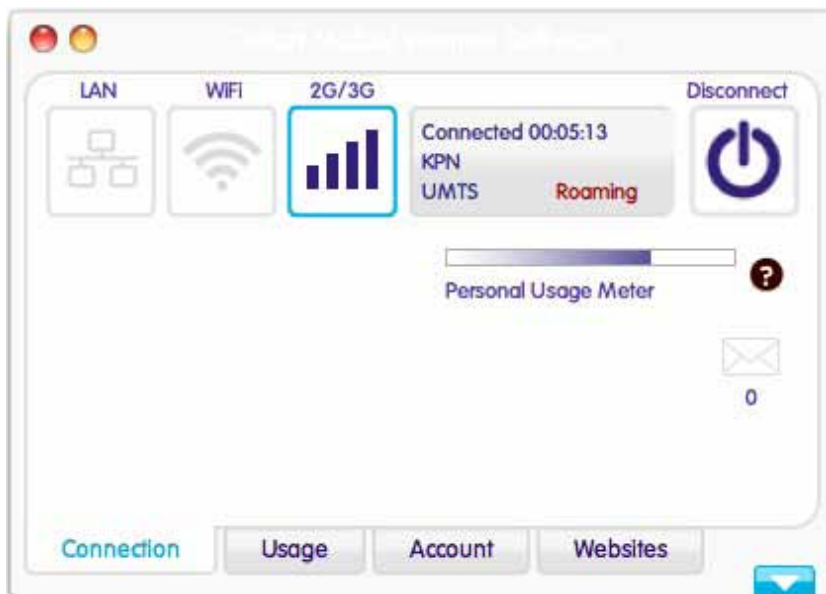 LAN WiFi 2G/3G Disconnect
Connected 00:05:13
KPN
UMTS Roaming
?
Personal Usage Meter
0
Connection Usage Account Websites